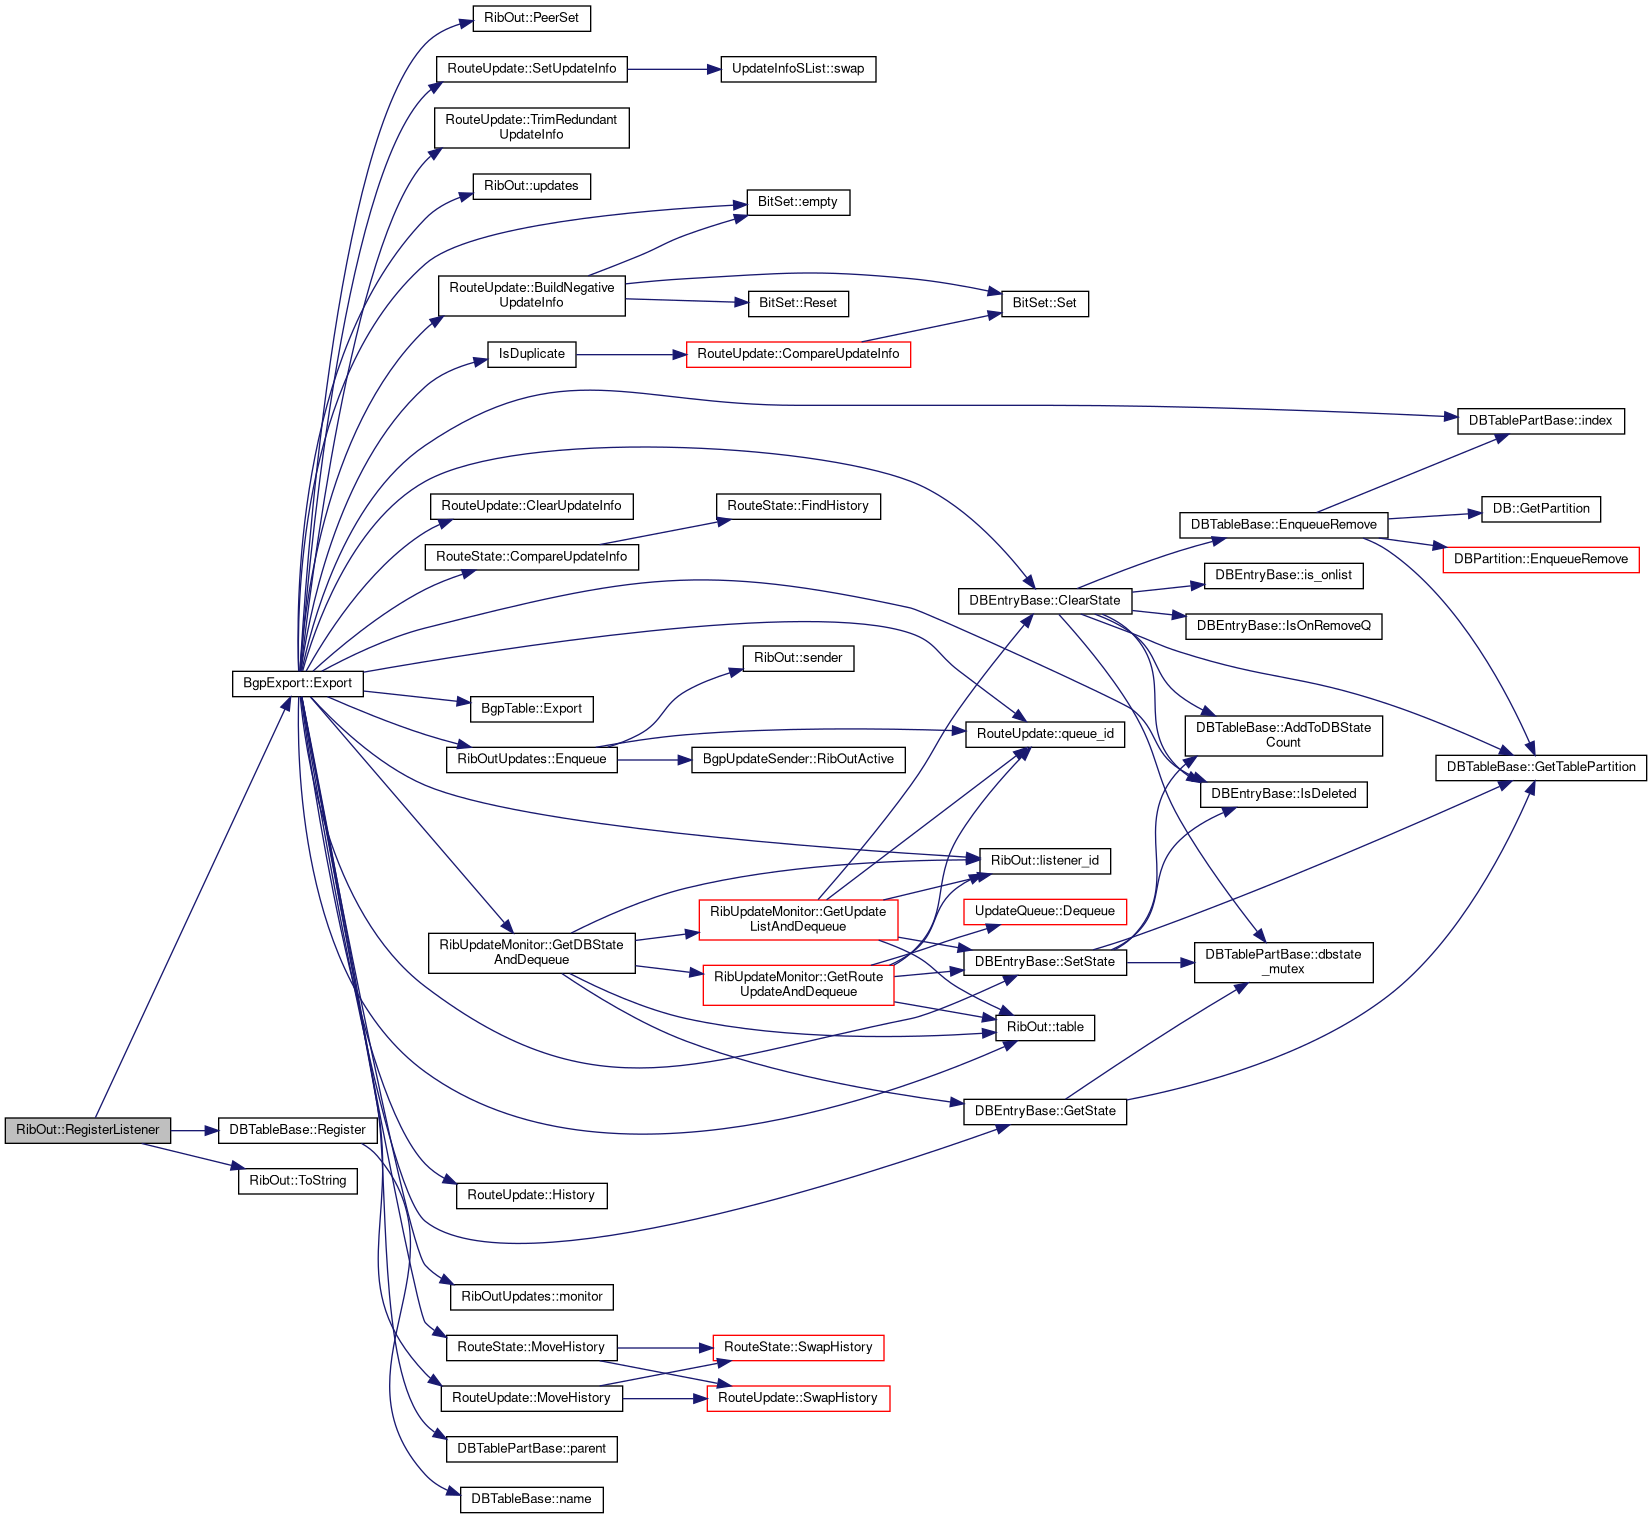 RibOut::PeerSet
RouteUpdate::SetUpdateInfo
UpdateInfoSList::swap
RouteUpdate::TrimRedundant
UpdateInfo
RibOut::updates
BitSet::empty
RouteUpdate::BuildNegative
UpdateInfo
BitSet::Reset
BitSet::Set
IsDuplicate
RouteUpdate::CompareUpdateInfo
DBTablePartBase::index
RouteUpdate::ClearUpdateInfo
RouteState::FindHistory
DB::GetPartition
DBTableBase::EnqueueRemove
RouteState::CompareUpdateInfo
DBPartition::EnqueueRemove
DBEntryBase::is_onlist
DBEntryBase::ClearState
DBEntryBase::IsOnRemoveQ
RibOut::sender
BgpExport::Export
BgpTable::Export
RouteUpdate::queue_id
DBTableBase::AddToDBState
Count
RibOutUpdates::Enqueue
BgpUpdateSender::RibOutActive
DBTableBase::GetTablePartition
DBEntryBase::IsDeleted
RibOut::listener_id
RibUpdateMonitor::GetUpdate
ListAndDequeue
UpdateQueue::Dequeue
RibUpdateMonitor::GetDBState
AndDequeue
DBEntryBase::SetState
DBTablePartBase::dbstate
_mutex
RibUpdateMonitor::GetRoute
UpdateAndDequeue
RibOut::table
DBEntryBase::GetState
RibOut::RegisterListener
DBTableBase::Register
RibOut::ToString
RouteUpdate::History
RibOutUpdates::monitor
RouteState::MoveHistory
RouteState::SwapHistory
RouteUpdate::MoveHistory
RouteUpdate::SwapHistory
DBTablePartBase::parent
DBTableBase::name